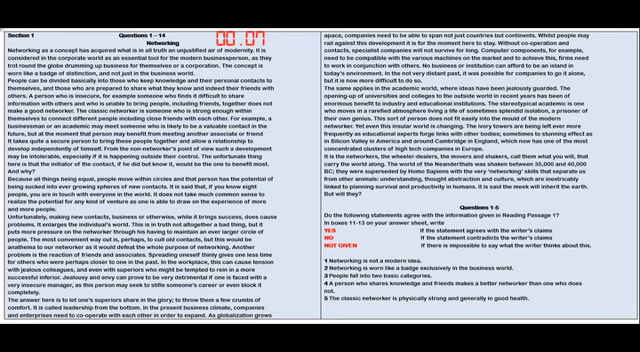 Section 1
Questions 1 – 14
00.07
Networking
Networking as a concept has acquired what is in all truth an unjustified air of modernity. It is
considered in the corporate world as an essential tool for the modern businessperson, as they
trot round the globe drumming up business for themselves or a corporation. The concept is
worn like a badge of distinction, and not just in the business world.
People can be divided basically into those who keep knowledge and their personal contacts to
themselves, and those who are prepared to share what they know and indeed their friends with
others. A person who is insecure, for example someone who finds it difficult to share
information with others and who is unable to bring people, including friends, together does
not make a good networker. The classic networker is someone who is strong enough within
themselves to connect different people including close friends with each other. For example, a
businessman or an academic may meet someone who is likely to be a valuable contact in the
future, but at the moment that person may benefit from meeting another associate or friend
It takes quite a secure person to bring these people together and allow a relationship to
develop independently of himself. From the non-networker's point of view such a development
may be intolerable, especially if it is happening outside their control. The unfortunate thing
here is that the initiator of the contact, if he did but know it, would be the one to benefit most.
And why?
Because all things being equal, people move within circles and that person has the potential of
being sucked into ever growing spheres of new contacts. It is said that, if you know eight
people, you are in touch with everyone in the world. It does not take much common sense to
realize the potential for any kind of venture as one is able to draw on the experience of more
and more people.
Unfortunately, making new contacts, business or otherwise, while it brings success, does cause
problems. It enlarges the individual's world. This is in truth not altogether a bad thing, but it
puts more pressure on the networker through his having to maintain an ever larger circle of
people. The most convenient way out is, perhaps, to cull old contacts, but this would be
anathema to our networker as it would defeat the whole purpose of networking. Another
problem is the reaction of friends and associates. Spreading oneself thinly gives one less time
for others who were perhaps closer to one in the past. In the workplace, this can cause tension
with jealous colleagues, and even with superiors who might be tempted to rein in a more
successful inferior. Jealousy and envy can prove to be very detrimental if one is faced with a
very insecure manager, as this person may seek to stifle someone's career or even block it
completely.
The answer here is to let one's superiors share in the glory; to throw them a few crumbs of
comfort. It is called leadership from the bottom. In the present business climate, companies
and enterprises need to co-operate with each other in order to expand. As globalization grows
apace, companies need to be able to span not just countries but continents. Whilst people may
rail against this development it is for the moment here to stay. Without co-operation and
contacts, specialist companies will not survive for long. Computer components, for example,
need to be compatible with the various machines on the market and to achieve this, firms need
to work in conjunction with others. No business or institution can afford to be an island in
today's environment. In the not very distant past, it was possible for companies to go it alone,
but it is now more difficult to do so.
The same applies in the academic world, where ideas have been jealously guarded. The
opening-up of universities and colleges to the outside world in recent years has been of
enormous benefit to industry and educational institutions. The stereotypical academic is one
who moves in a rarefied atmosphere living a life of sometimes splendid isolation, a prisoner of
their own genius. This sort of person does not fit easily into the mould of the modern
networker. Yet even this insular world is changing. The ivory towers are being left ever more
frequently as educational experts forge links with other bodies; sometimes to stunning effect as
in Silicon Valley in America and around Cambridge in England, which now has one of the most
concentrated clusters of high tech companies in Europe.
It is the networkers, the wheeler-dealers, the movers and shakers, call them what you will, that
carry the world along. The world of the Neanderthals was shaken between 35,000 and 40,000
BC; they were superseded by Homo Sapiens with the very 'networking' skills that separate us
from other animals: understanding, thought abstraction and culture, which are inextricably
linked to planning survival and productivity in humans. It is said the meek will inherit the earth.
But will they?
Questions 1-5
Do the following statements agree with the information given in Reading Passage 1?
In boxes 11-13 on your answer sheet, write
YES if the statement agrees with the writer's claims
NO if the statement contradicts the writer's claims
NOT GIVEN if there is impossible to say what the writer thinks about this.
1 Networking is not a modern idea.
2 Networking is worn like a badge exclusively in the business world.
3 People fall into two basic categories.
4 A person who shares knowledge and friends makes a better networker than one who does
not.
5 The classic networker is physically strong and generally in good health.